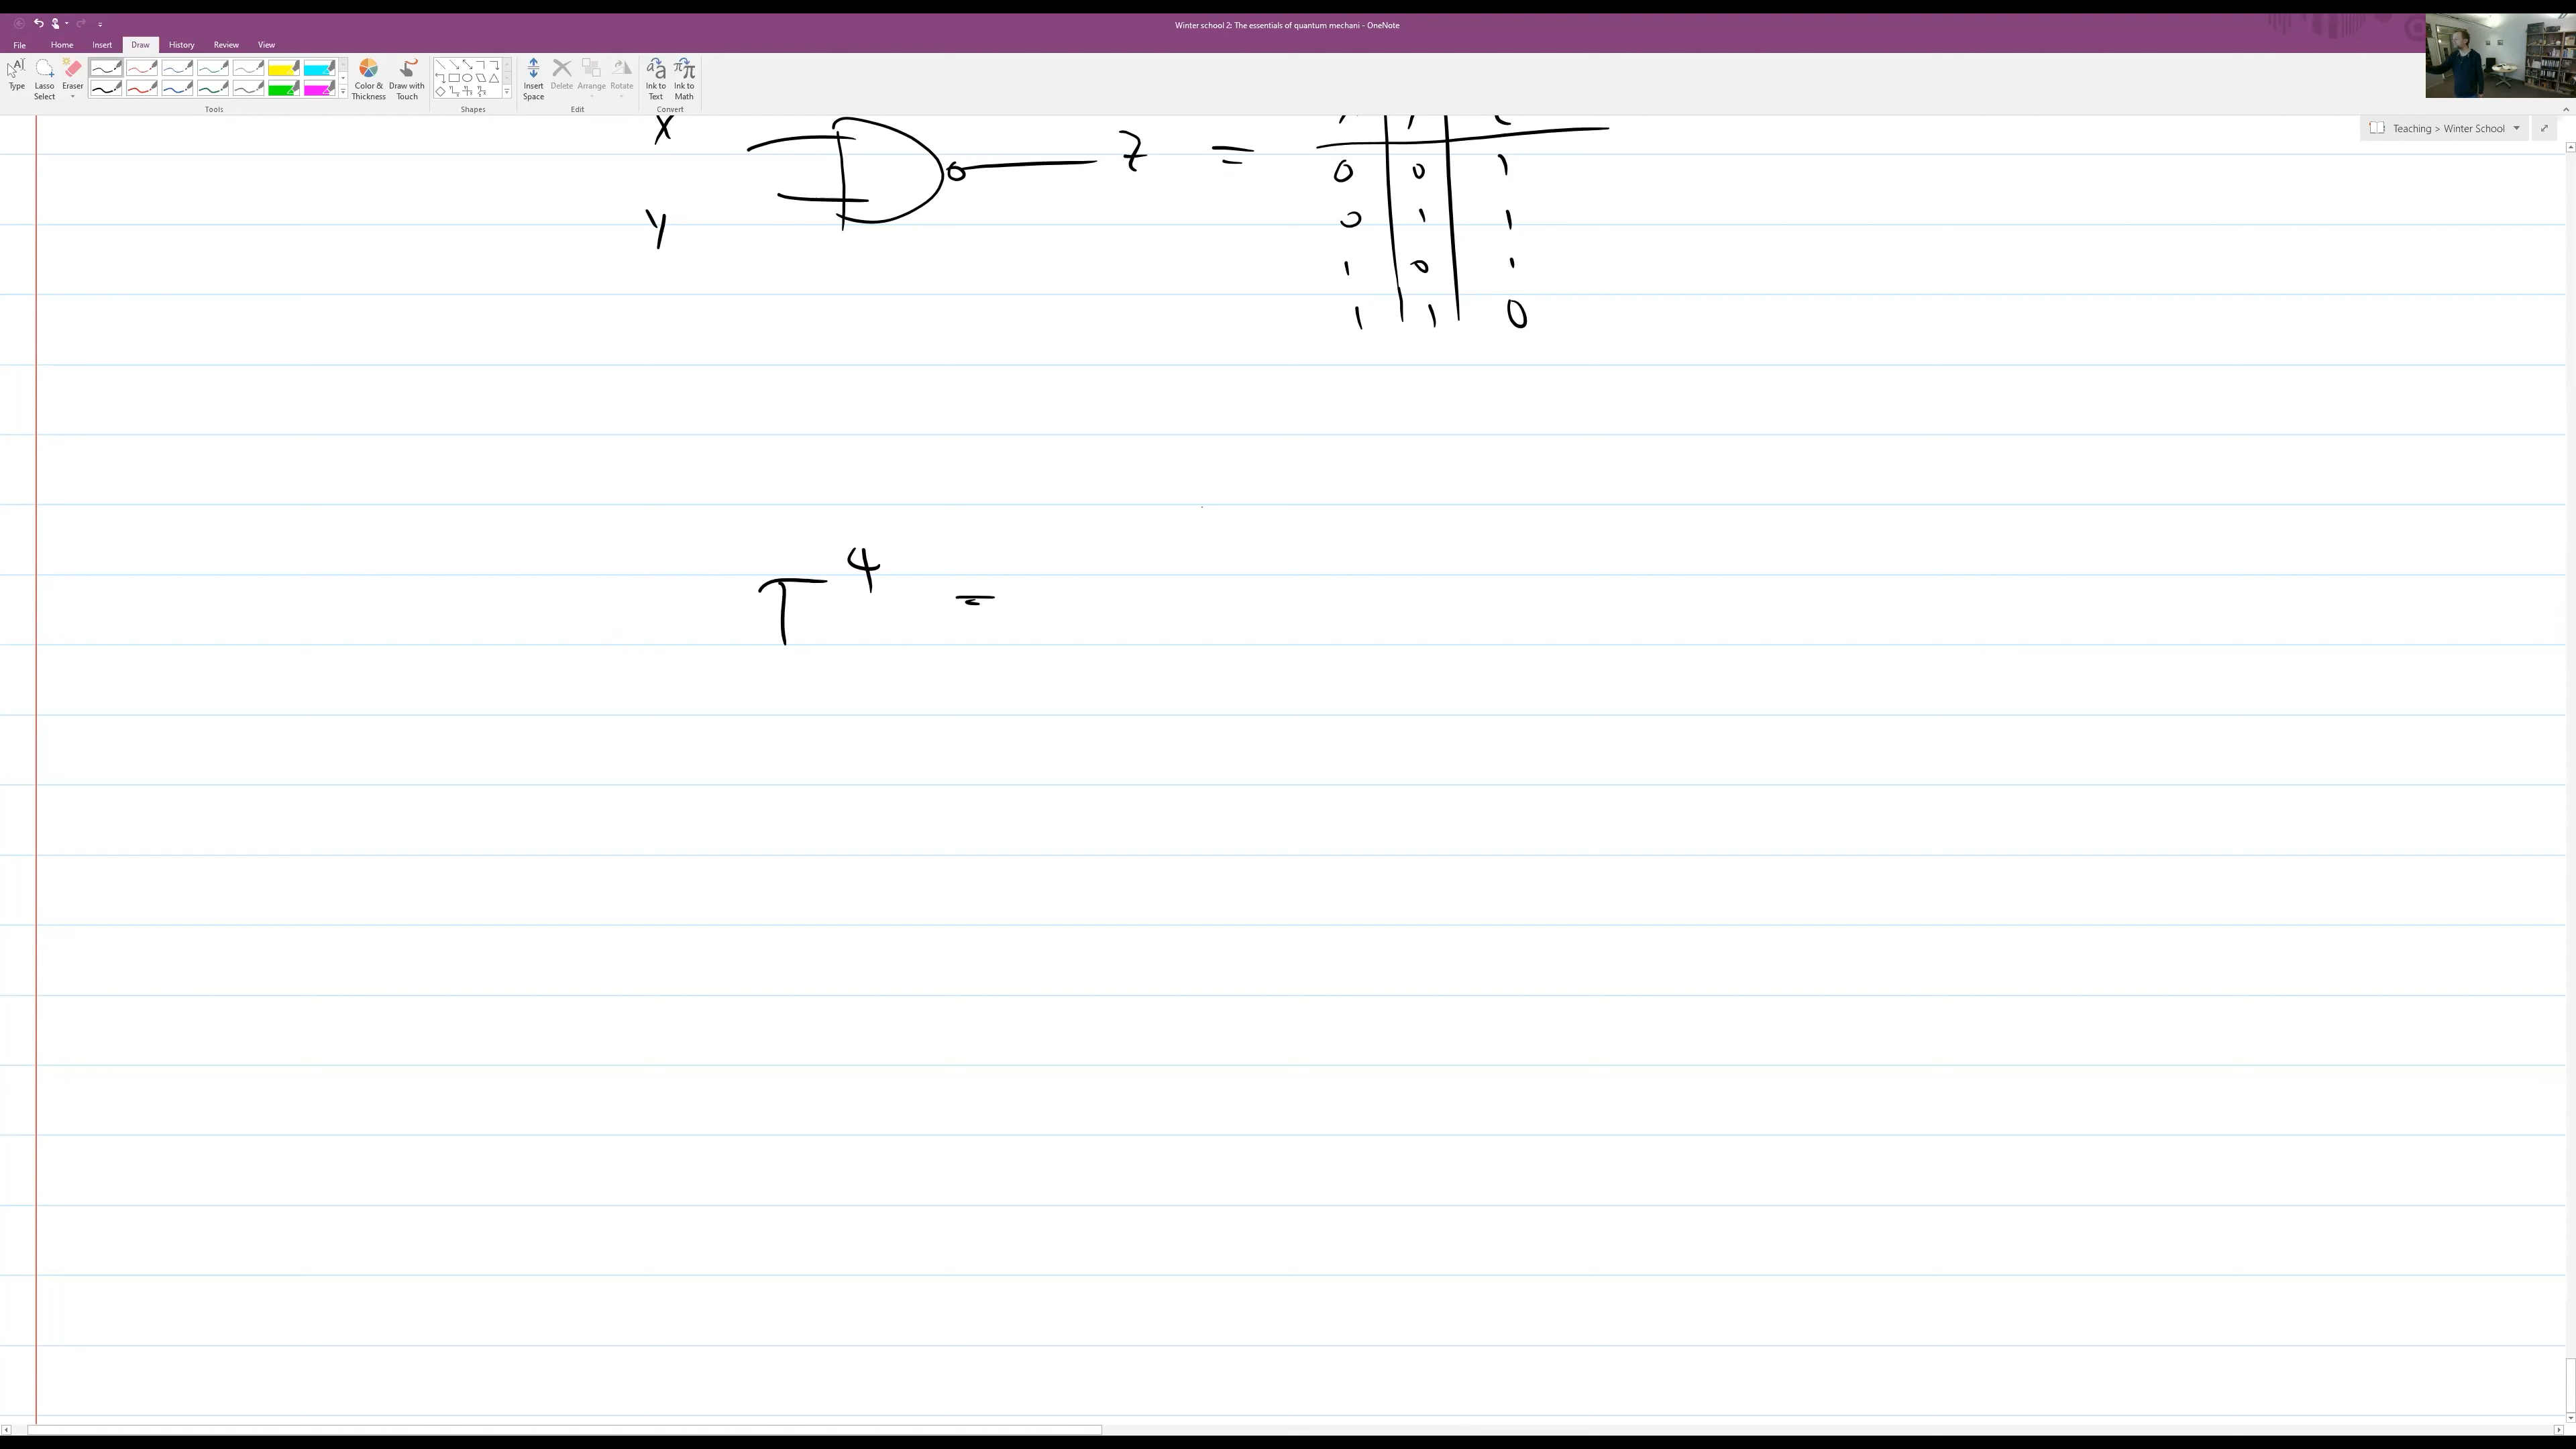 Winter school 2: The essentials of quantum mechani - OneNote
File Home Insert Draw History Review View
Type Lasso Select Eraser Color & Thickness Draw with Touch Insert Space Delete Arrange Rotate Ink to Text Ink to Math
Tools Shapes Edit Convert
Teaching > Winter School
x
z =
y
0 0 1
0 1 1
1 0 1
1 1 0
T⁴ =